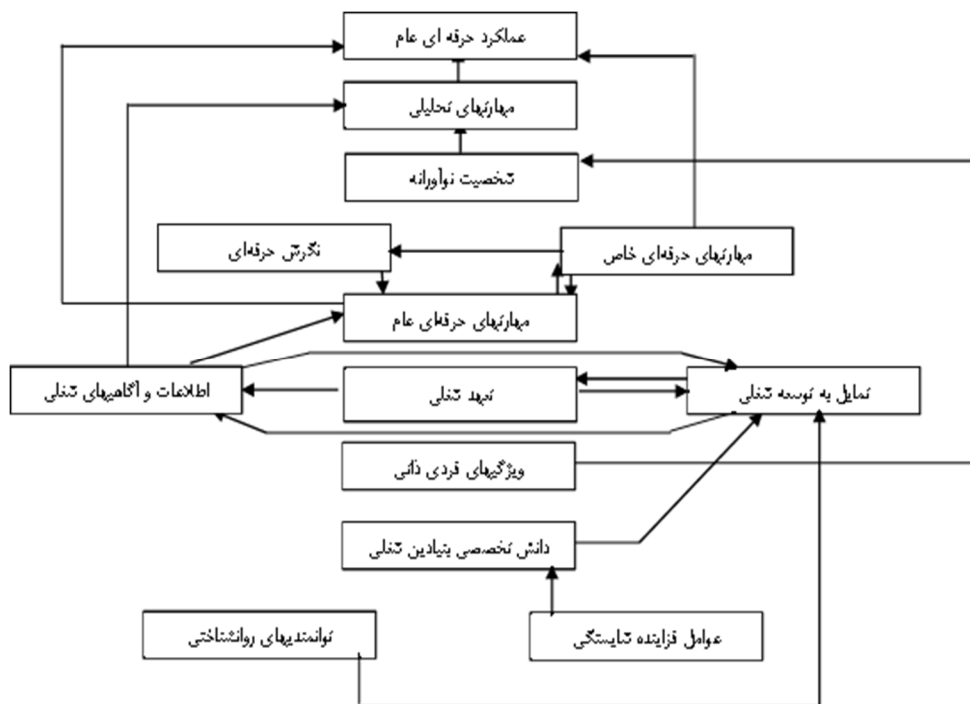 عملکرد حرفه ای عام
مهارتهای تحلیلی
شخصیت نوآورانه
نگرش حرفه‌ای
مهارتهای حرفه‌ای خاص
مهارتهای حرفه‌ای عام
اطلاعات و آگاهیهای شغلی
تعهد شغلی
تمایل به توسعه شغلی
ویژگیهای فردی ذاتی
دانش تخصصی بنیادین شغلی
توانمندیهای روانشناختی
عوامل فزاینده شایستگی